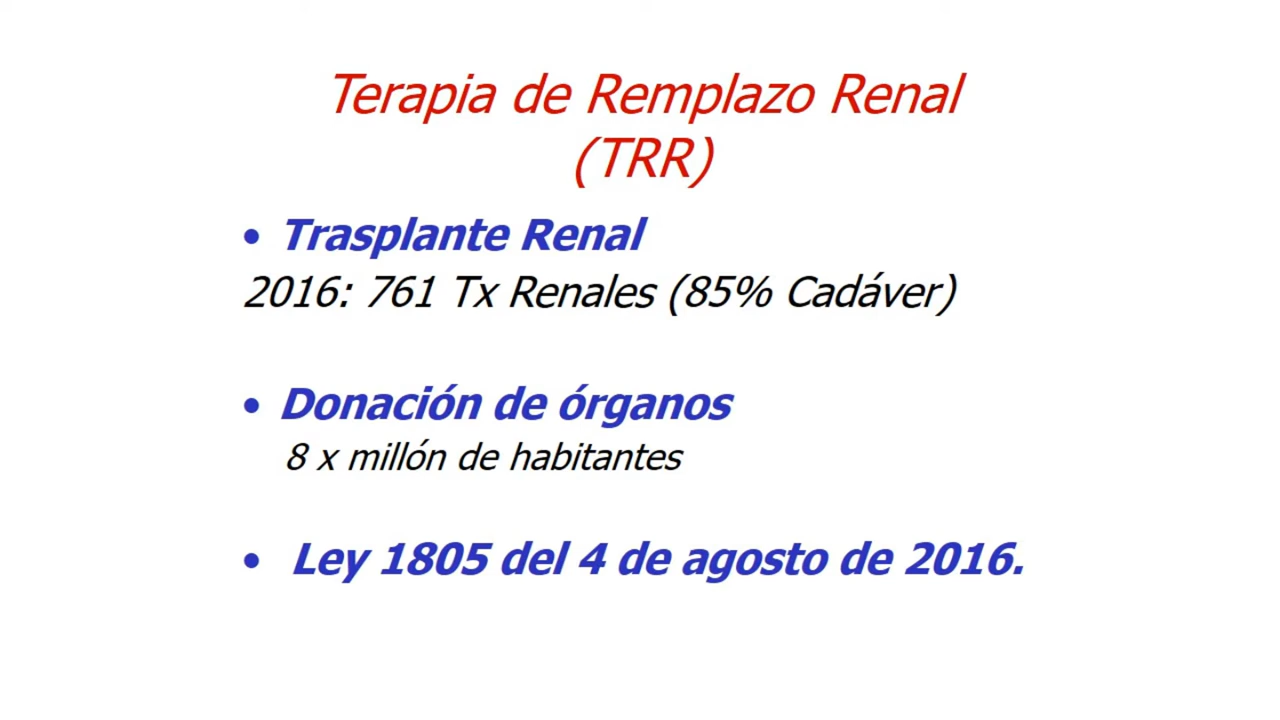 Terapia de Remplazo Renal
(TRR)
• Trasplante Renal
2016: 761 Tx Renales (85% Cadáver)
• Donación de órganos
8 x millón de habitantes
• Ley 1805 del 4 de agosto de 2016.